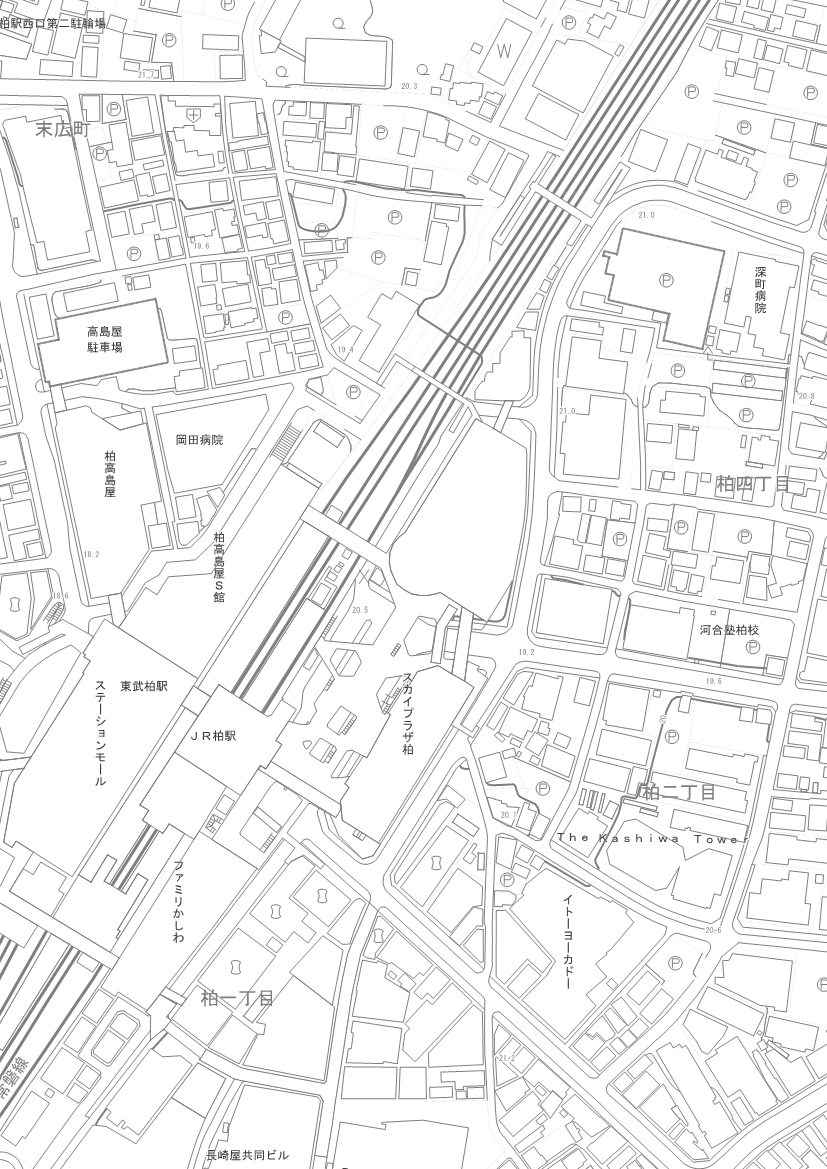 柏駅西口第二駐輪場
P
P
W
21.7
20.3
P
P
末広町
P
P
P
P
P
P
P
P
P
21.0
19.6
P
P
P
深町病院
高島屋
駐車場
P
19.4
P
P
P
20.8
21.0
P
岡田病院
柏高島屋
柏四丁目
柏高島屋S館
P
P
P
18.2
18.6
20.5
河合塾柏校
P
19.2
19.6
東武柏駅
ステーションモール
スカイプラザ柏
JR柏駅
20
P
P
柏二丁目
20.1
The Kashiwa Tower
ファミリかしわ
P
イトーヨーカドー
20.6
P
P
柏一丁目
21.2
常磐線
長崎屋共同ビル